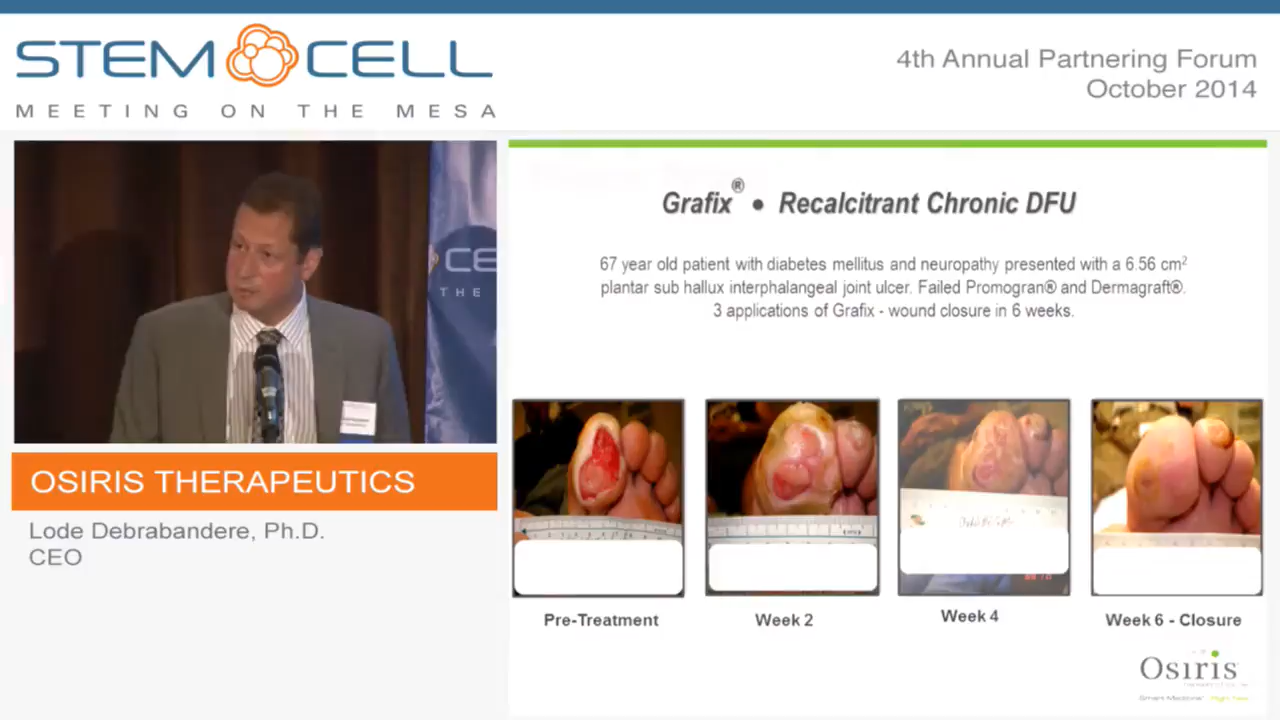 STEM CELL
MEETING ON THE MESA
4th Annual Partnering Forum
October 2014
CE
THE
OSIRIS THERAPEUTICS
Lode Debrabandere, Ph.D.
CEO
Grafix® • Recalcitrant Chronic DFU
67 year old patient with diabetes mellitus and neuropathy presented with a 6.56 cm²
plantar sub hallux interphalangeal joint ulcer. Failed Promogran® and Dermagraft®.
3 applications of Grafix - wound closure in 6 weeks.
Pre-Treatment
Week 2
Week 4
Week 6 - Closure
Osiris